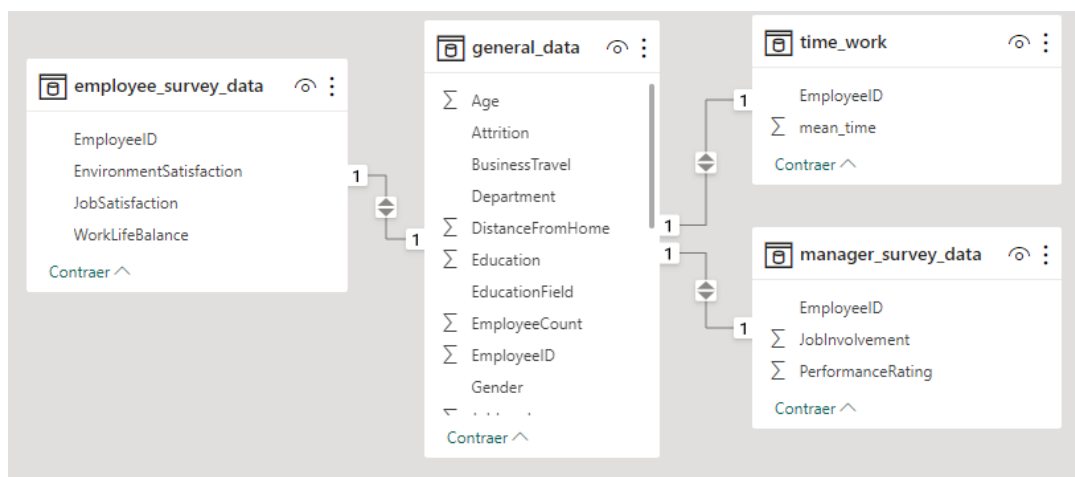 employee_survey_data
EmployeeID
EnvironmentSatisfaction
JobSatisfaction
WorkLifeBalance
Contraer
1
1
general_data
Σ Age
Attrition
BusinessTravel
Department
Σ DistanceFromHome
Σ Education
EducationField
Σ EmployeeCount
Σ EmployeeID
Gender
Contraer
1
1
1
1
time_work
EmployeeID
Σ mean_time
Contraer
manager_survey_data
EmployeeID
Σ JobInvolvement
Σ PerformanceRating
Contraer